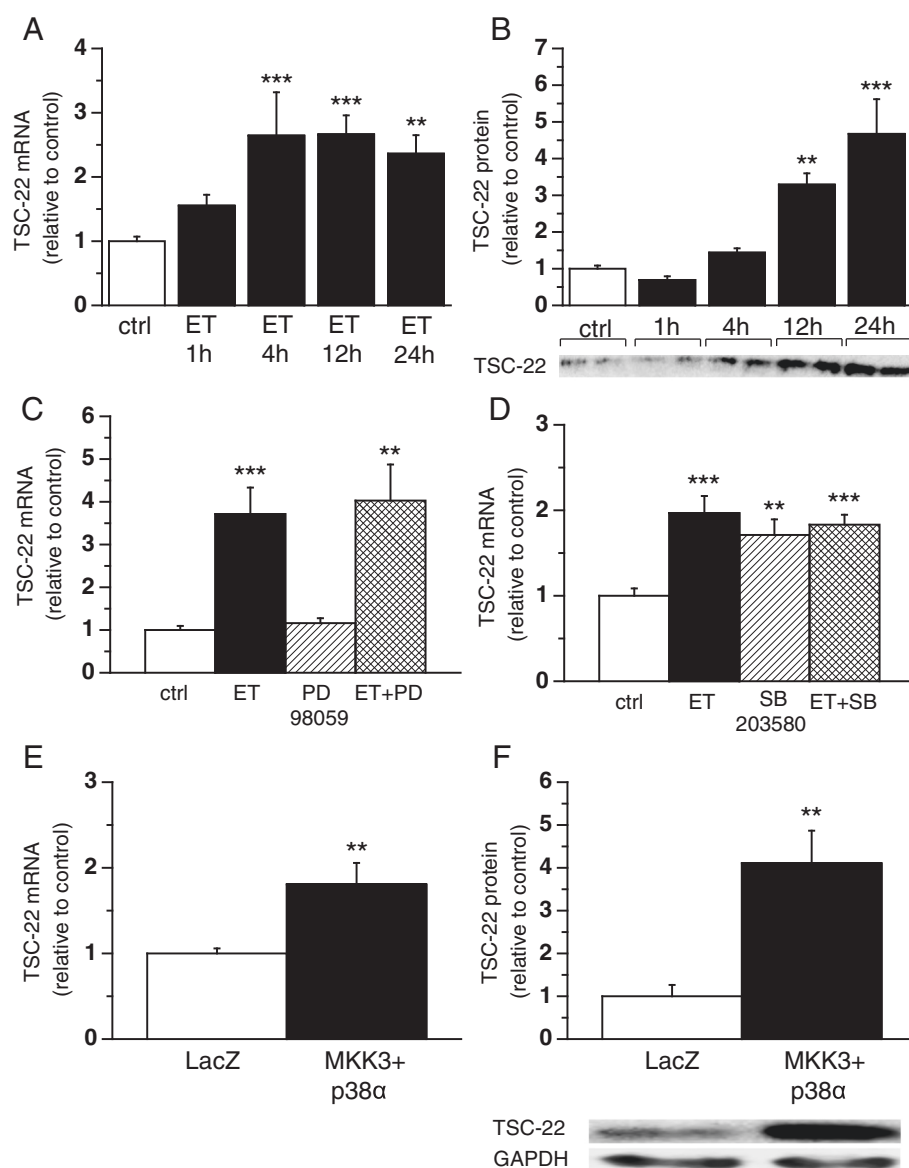 A
TSC-22 mRNA
(relative to control)
4
3
2
1
0
***
***
**
ctrl
ET
1h
ET
4h
ET
12h
ET
24h
B
TSC-22 protein
(relative to control)
7
6
5
4
3
2
1
0
**
***
ctrl
1h
4h
12h
24h
TSC-22
C
TSC-22 mRNA
(relative to control)
6
5
4
3
2
1
0
***
**
ctrl
ET
PD
98059
ET+PD
D
TSC-22 mRNA
(relative to control)
3
2
1
0
***
**
***
ctrl
ET
SB
203580
ET+SB
E
TSC-22 mRNA
(relative to control)
3
2
1
0
**
LacZ
MKK3+
p38α
F
TSC-22 protein
(relative to control)
6
5
4
3
2
1
0
**
LacZ
MKK3+
p38α
TSC-22
GAPDH